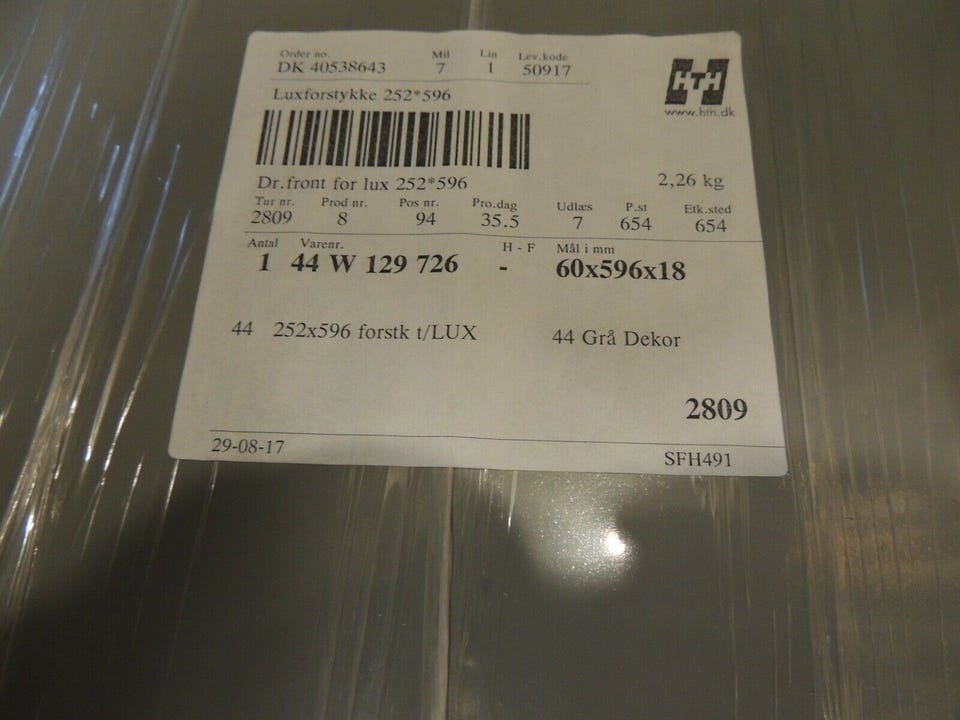 Order no. Mil Lin Lev.kode
DK 40538643 7 1 50917
HTH
www.hth.dk
Luxforstykke 252*596
Dr.front for lux 252*596 2,26 kg
Tur nr. Prod nr. Pos nr. Pro.dag Udlæs P.st Etk.sted
2809 8 94 35.5 7 654 654
Antal Varenr. H - F Mål i mm
1 44 W 129 726 - 60x596x18
44 252x596 forstk t/LUX 44 Grå Dekor
2809
29-08-17 SFH491